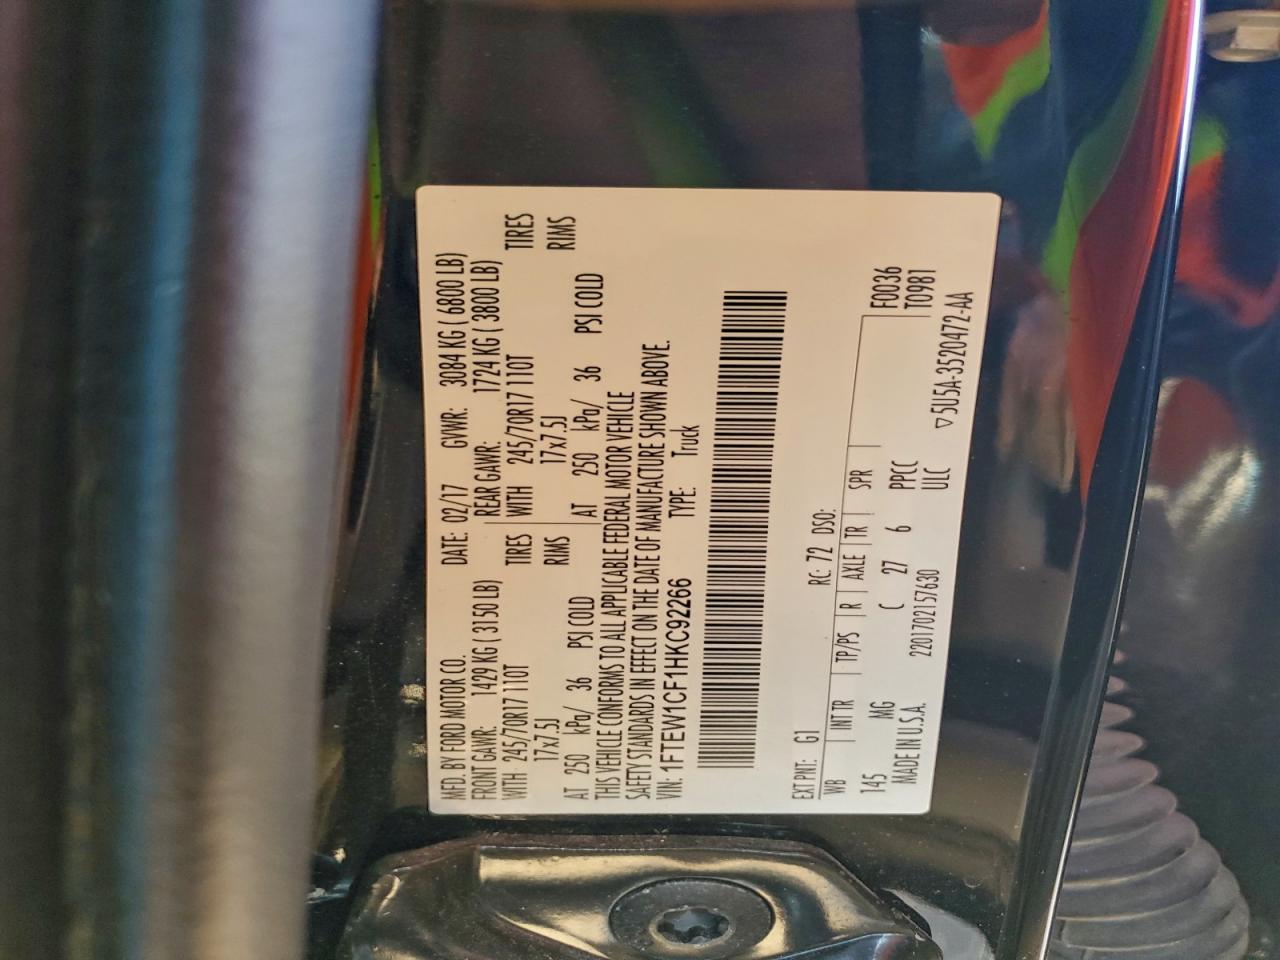 MFD. BY FORD MOTOR CO.
DATE: 02/17 GVWR: 3084 KG ( 6800 LB)
FRONT GAWR: 1429 KG ( 3150 LB)
REAR GAWR: 1724 KG ( 3800 LB)
WITH 245/70R17 110T TIRES
WITH 245/70R17 110T TIRES
17x7.5J RIMS
17x7.5J RIMS
AT 250 kPa/ 36 PSI COLD
AT 250 kPa/ 36 PSI COLD
THIS VEHICLE CONFORMS TO ALL APPLICABLE FEDERAL MOTOR VEHICLE
SAFETY STANDARDS IN EFFECT ON THE DATE OF MANUFACTURE SHOWN ABOVE.
VIN: 1FTEW1CF1HKC92266 TYPE: Truck
EXT PNT: G1 RC: 72 DSO:
WB INT TR TP/PS R AXLE TR SPR F0036
145 MG C 27 6 PPCC T0981
MADE IN U.S.A. 2201702157630 ULC ▽5U5A-3520472-AA